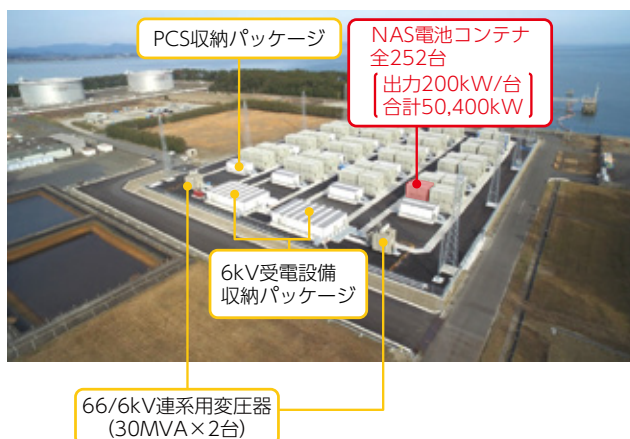 PCS収納パッケージ
NAS電池コンテナ
全252台
出力200kW/台
合計50,400kW
6kV受電設備
収納パッケージ
66/6kV連系用変圧器
(30MVA×2台)